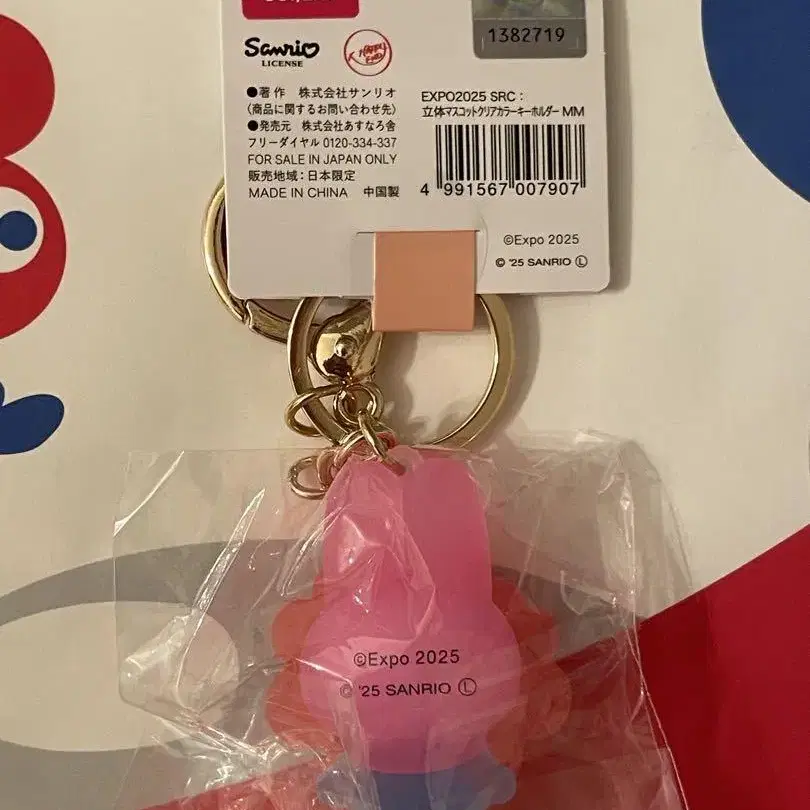 1382719
Sanrio
LICENSE
HAPPY
END
●著作 株式会社サンリオ
(商品に関するお問い合わせ先)
●発売元 株式会社あすなろ舎
フリーダイヤル 0120-334-337
FOR SALE IN JAPAN ONLY
販売地域:日本限定
MADE IN CHINA 中国製
EXPO2025 SRC:
立体マスコットクリアカラーキーホルダー MM
4 991567 007907
©Expo 2025
© '25 SANRIO Ⓛ
©Expo 2025
© '25 SANRIO Ⓛ